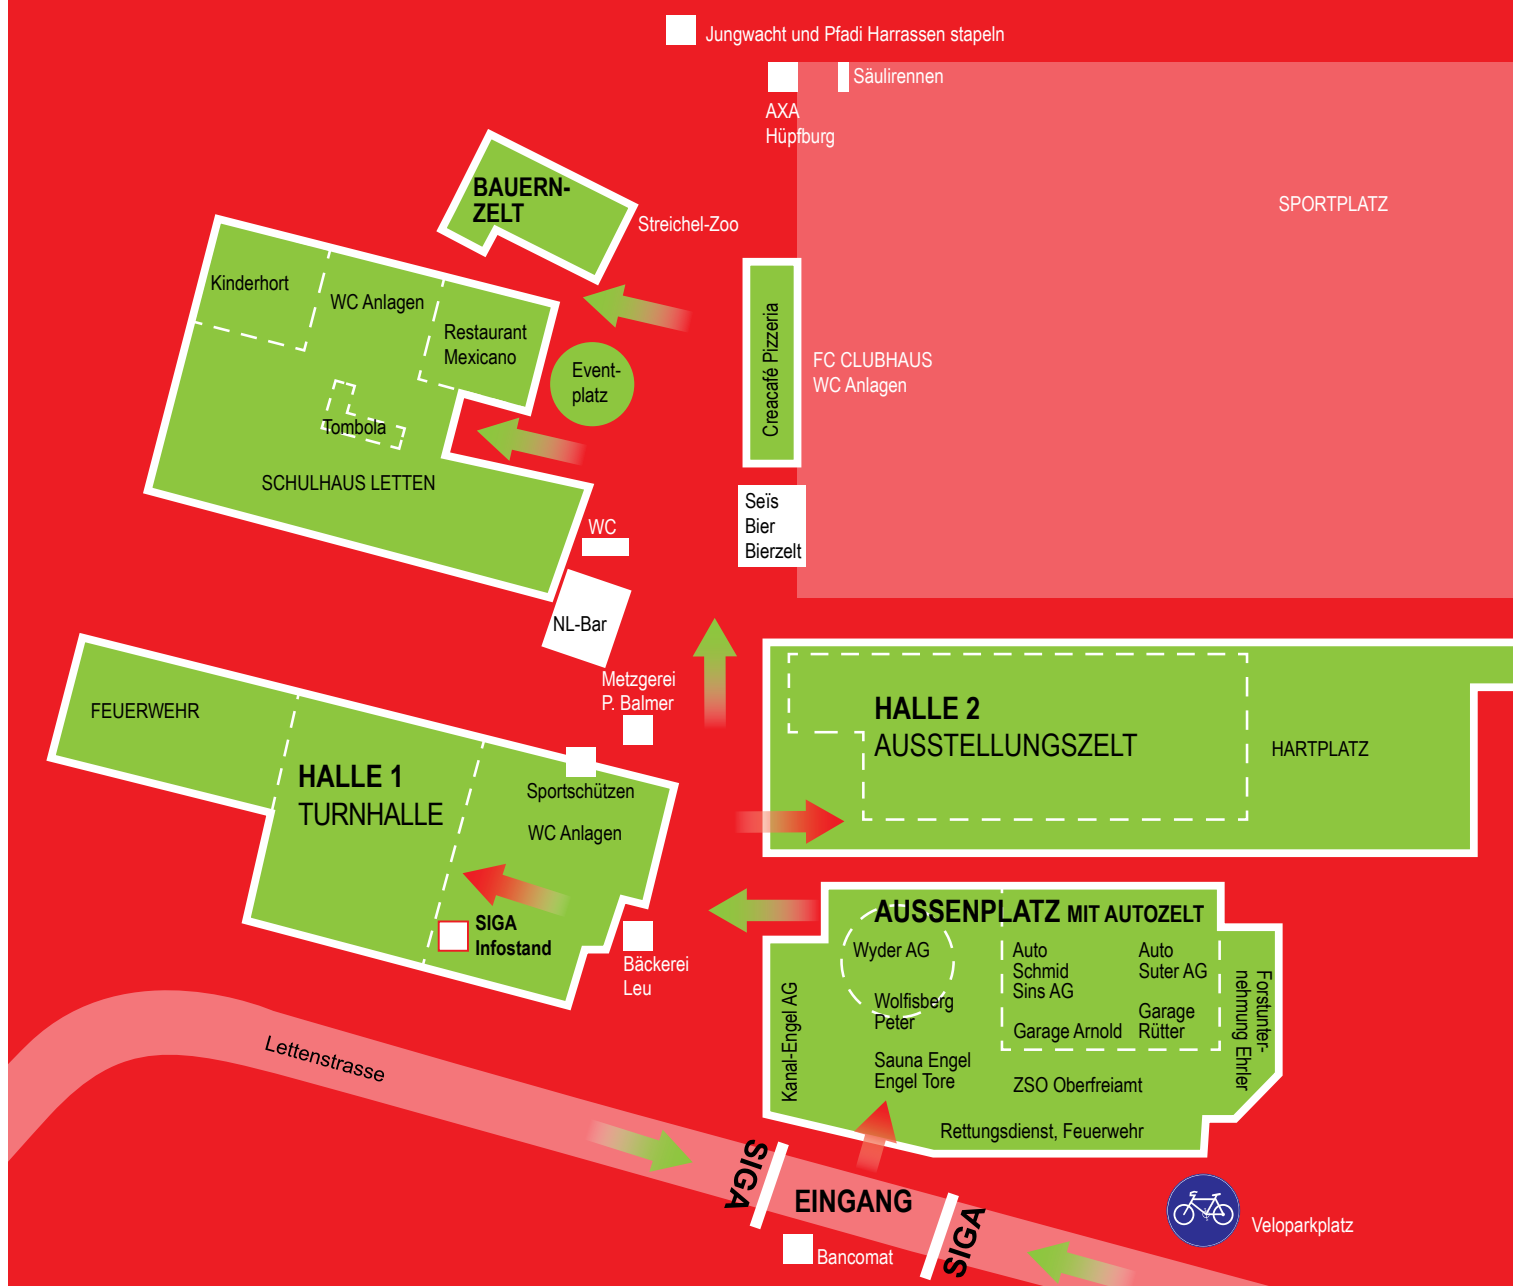 Jungwacht und Pfadi Harrassen stapeln
Säulirennen
AXA
Hüpfburg
SPORTPLATZ
BAUERN-
ZELT
Streichel-Zoo
Kinderhort
WC Anlagen
Restaurant
Mexicano
Event-
platz
Creacafé Pizzeria
FC CLUBHAUS
WC Anlagen
Tombola
SCHULHAUS LETTEN
Seïs
Bier
Bierzelt
WC
NL-Bar
Metzgerei
P. Balmer
FEUERWEHR
HALLE 1
TURNHALLE
Sportschützen
WC Anlagen
HALLE 2
AUSSTELLUNGSZELT
HARTPLATZ
SIGA
Infostand
Bäckerei
Leu
AUSSENPLATZ MIT AUTOZELT
Wyder AG
Auto
Schmid
Sins AG
Auto
Suter AG
Kanal-Engel AG
Wolfisberg
Peter
Garage Arnold
Garage
Rütter
Forstunter-
nehmung Ehrler
Sauna Engel
Engel Tore
ZSO Oberfreiamt
Rettungsdienst, Feuerwehr
Lettenstrasse
SIGA
EINGANG
SIGA
Bancomat
Veloparkplatz